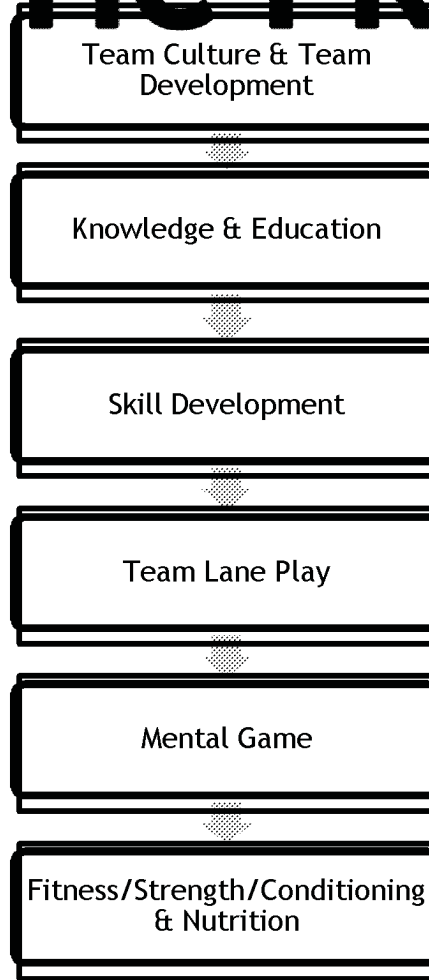 Team Culture & Team
Development
Knowledge & Education
Skill Development
Team Lane Play
Mental Game
Fitness/Strength/Conditioning
& Nutrition